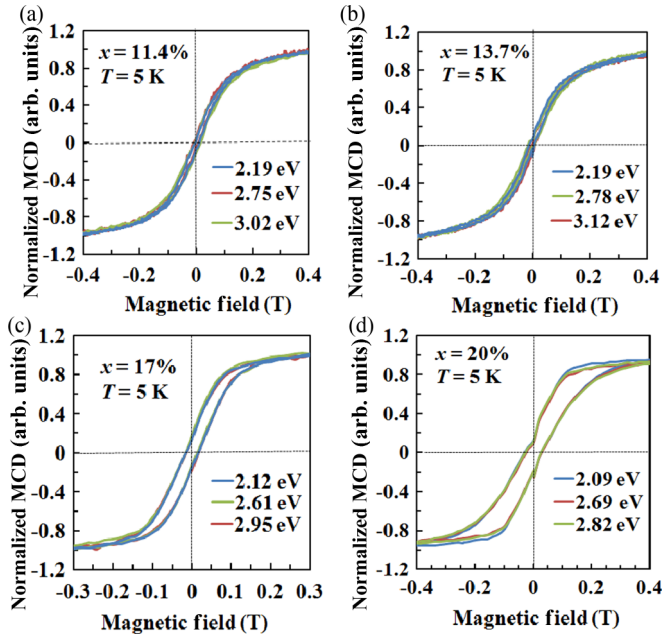 (a)
Normalized MCD (arb. units)
1.2
0.8
0.4
0
-0.4
-0.8
-1.2
x = 11.4%
T = 5 K
2.19 eV
2.75 eV
3.02 eV
-0.4 -0.2 0 0.2 0.4
Magnetic field (T)
(b)
Normalized MCD (arb. units)
1.2
0.8
0.4
0
-0.4
-0.8
-1.2
x = 13.7%
T = 5 K
2.19 eV
2.78 eV
3.12 eV
-0.4 -0.2 0 0.2 0.4
Magnetic field (T)
(c)
Normalized MCD (arb. units)
1.2
0.8
0.4
0
-0.4
-0.8
-1.2
x = 17%
T = 5 K
2.12 eV
2.61 eV
2.95 eV
-0.3 -0.2 -0.1 0 0.1 0.2 0.3
Magnetic field (T)
(d)
Normalized MCD (arb. units)
1.2
0.8
0.4
0
-0.4
-0.8
-1.2
x = 20%
T = 5 K
2.09 eV
2.69 eV
2.82 eV
-0.4 -0.2 0 0.2 0.4
Magnetic field (T)